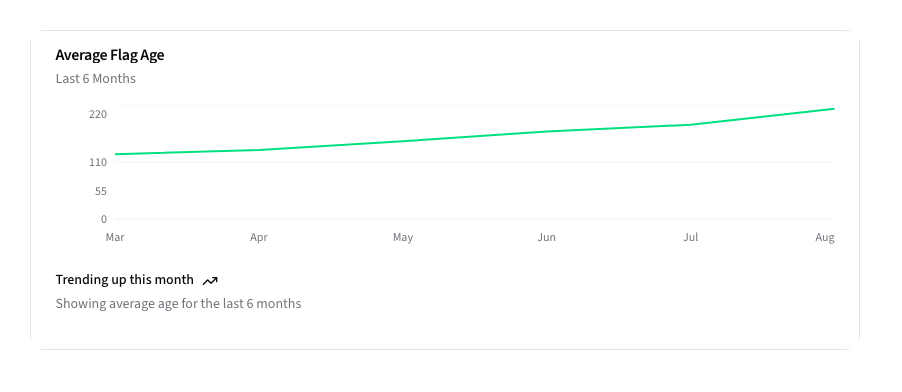 Average Flag Age
Last 6 Months
220
110
55
0
Mar Apr May Jun Jul Aug
Trending up this month
Showing average age for the last 6 months